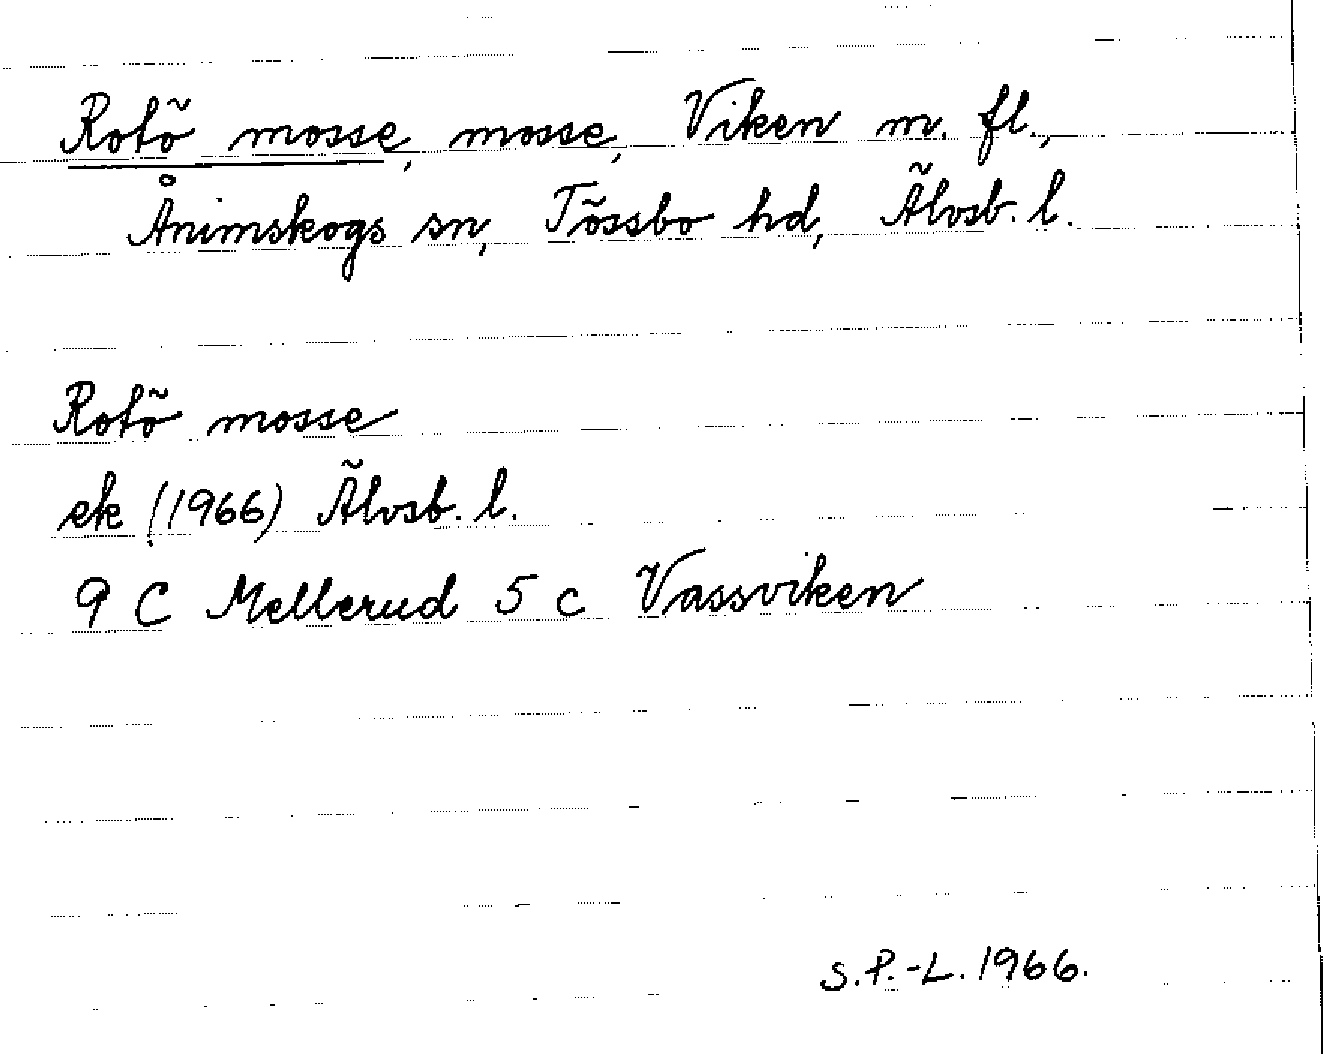 Rotö mosse, mosse, Viken m. fl.,
Ånimskogs sn, Tössbo hd, Älvsb. l.
Rotö mosse
ek (1966) Älvsb. l.
9 C Mellerud 5 c Vassviken
S.P.-L. 1966.